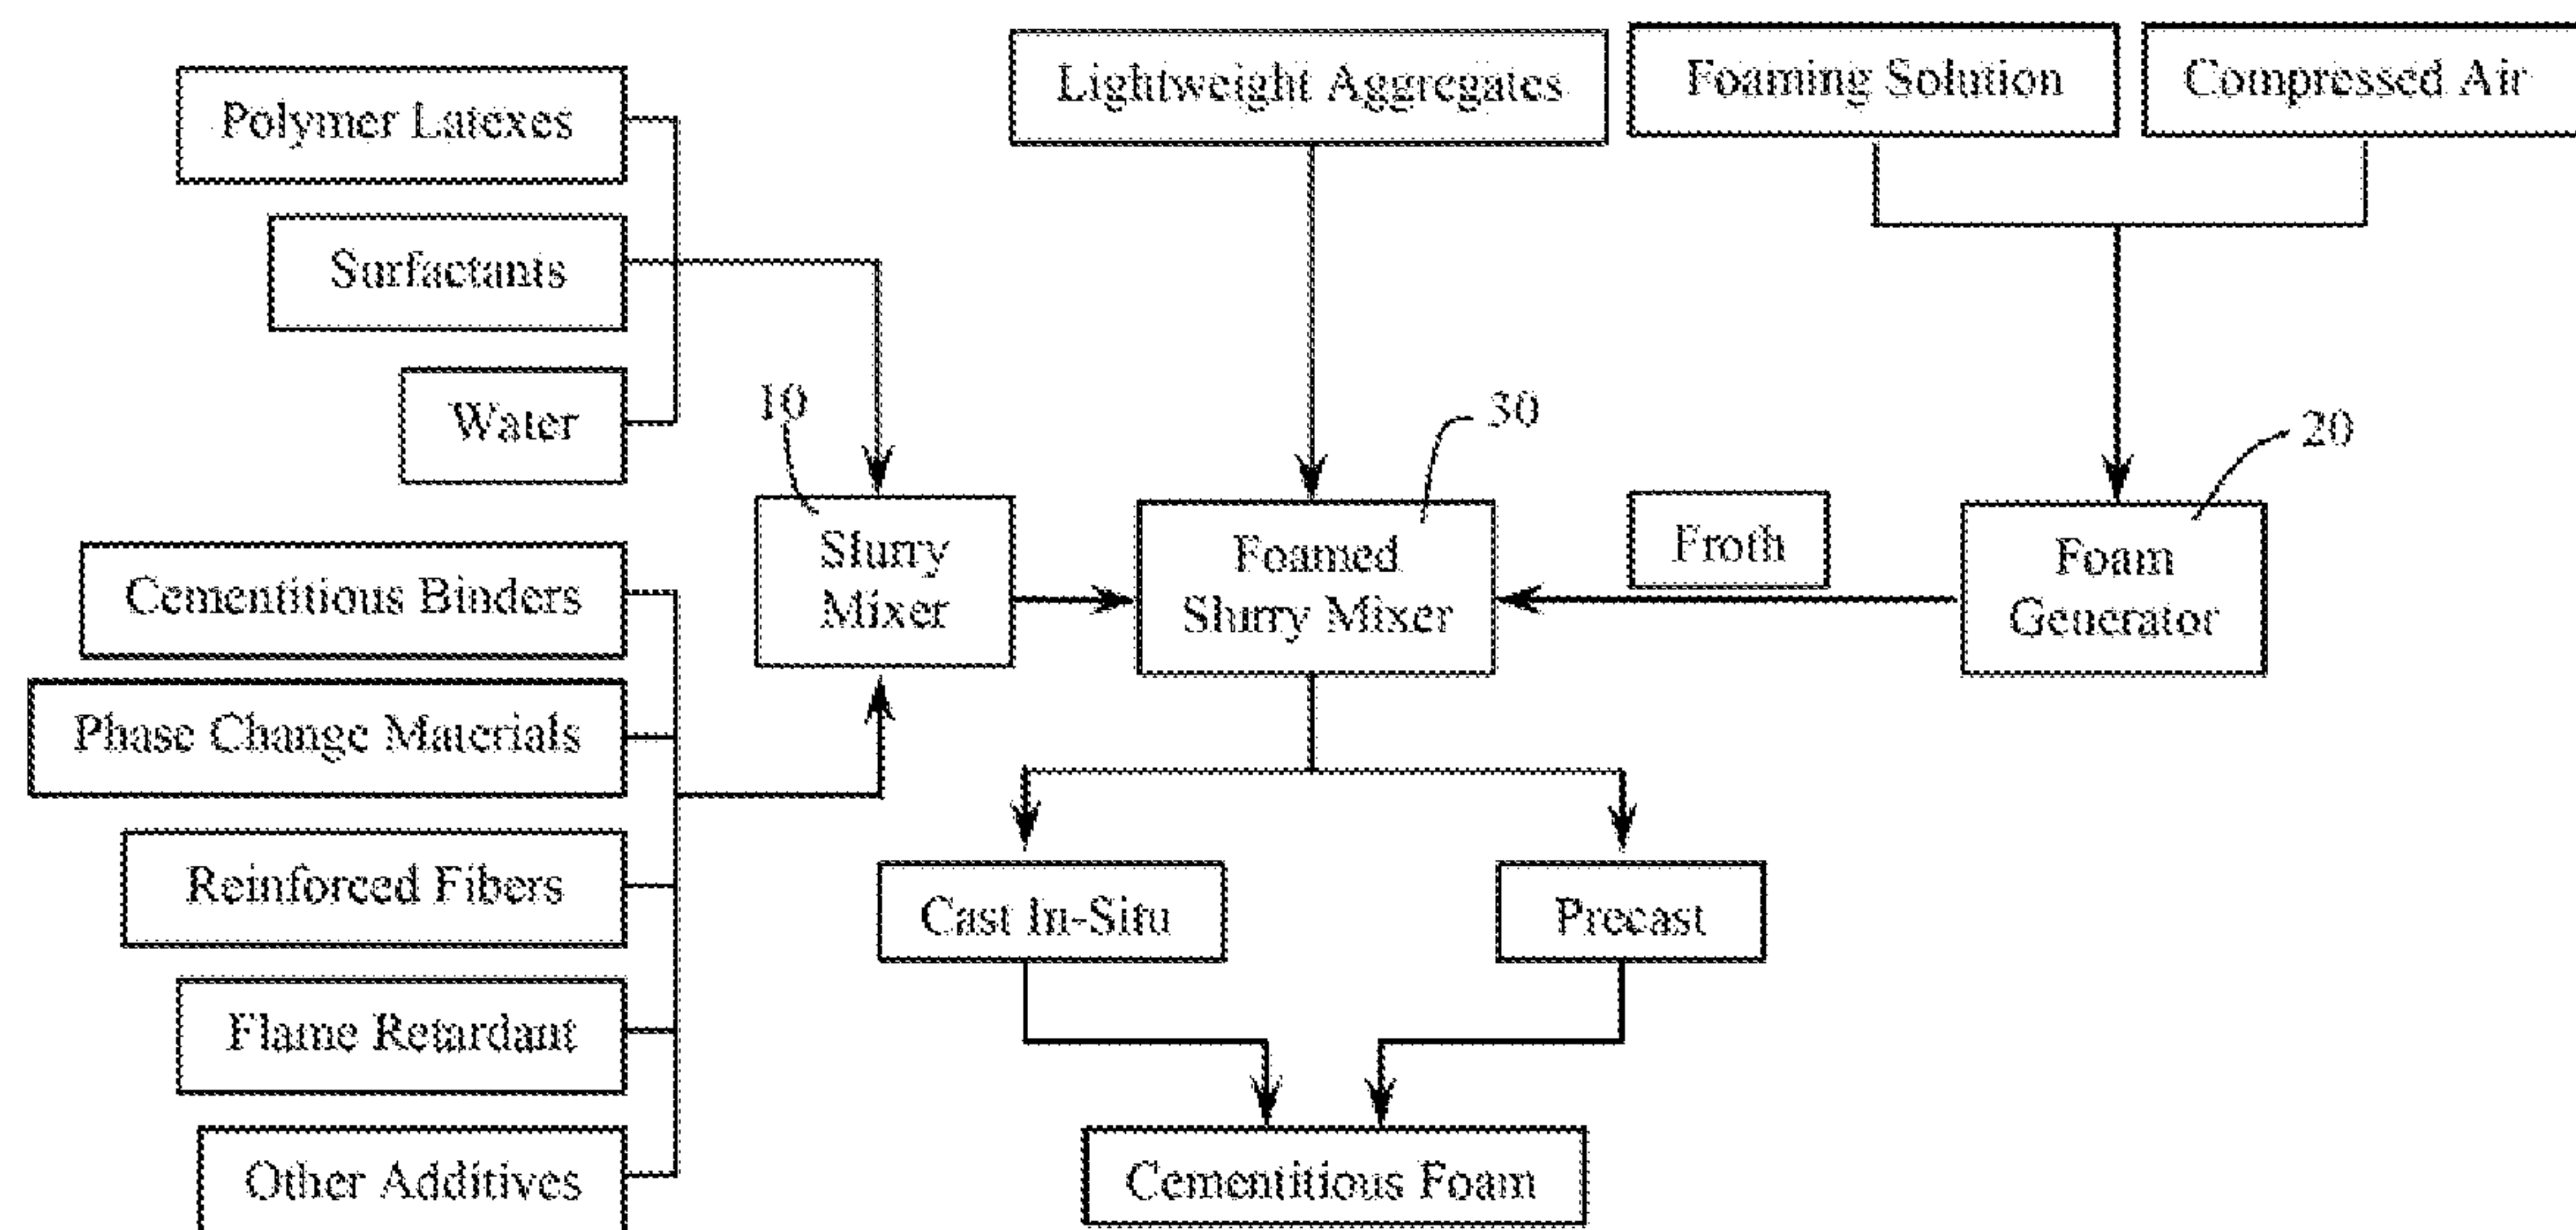 Polymer Latexes
Surfactants
Water
Cementitious Binders
Phase Change Materials
Reinforced Fibers
Flame Retardant
Other Additives
Lightweight Aggregates
Foaming Solution
Compressed Air
10
Slurry
Mixer
30
Foamed
Slurry Mixer
Froth
20
Foam
Generator
Cast In-Situ
Precast
Cementitious Foam